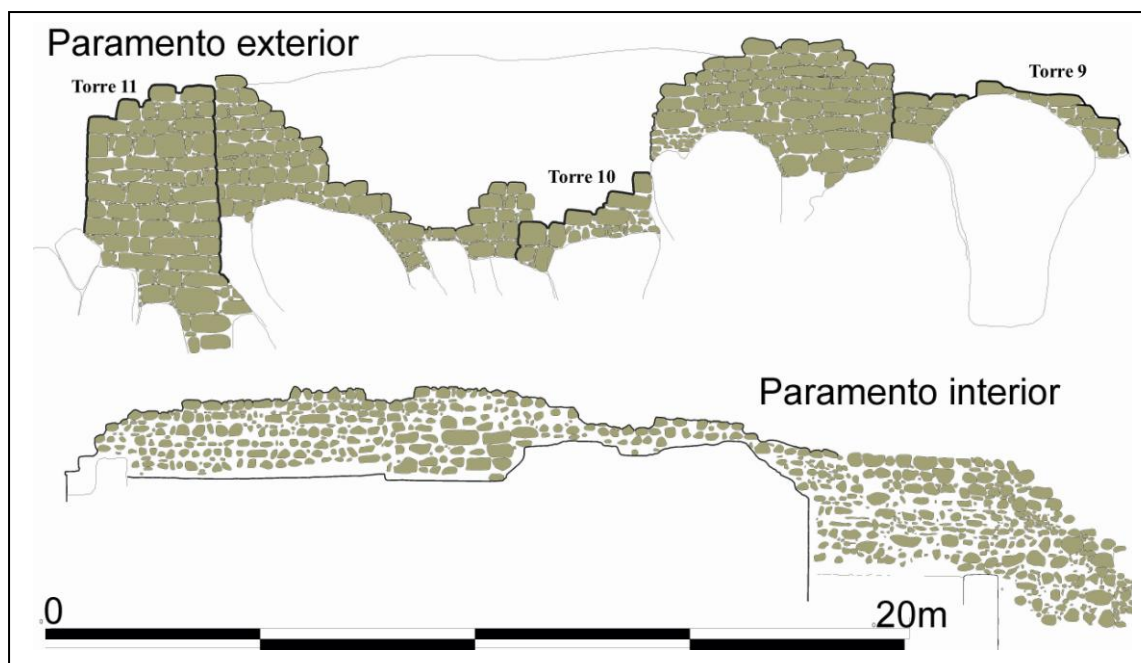 Paramento exterior
Torre 11
Torre 9
Torre 10
Paramento interior
0
20m